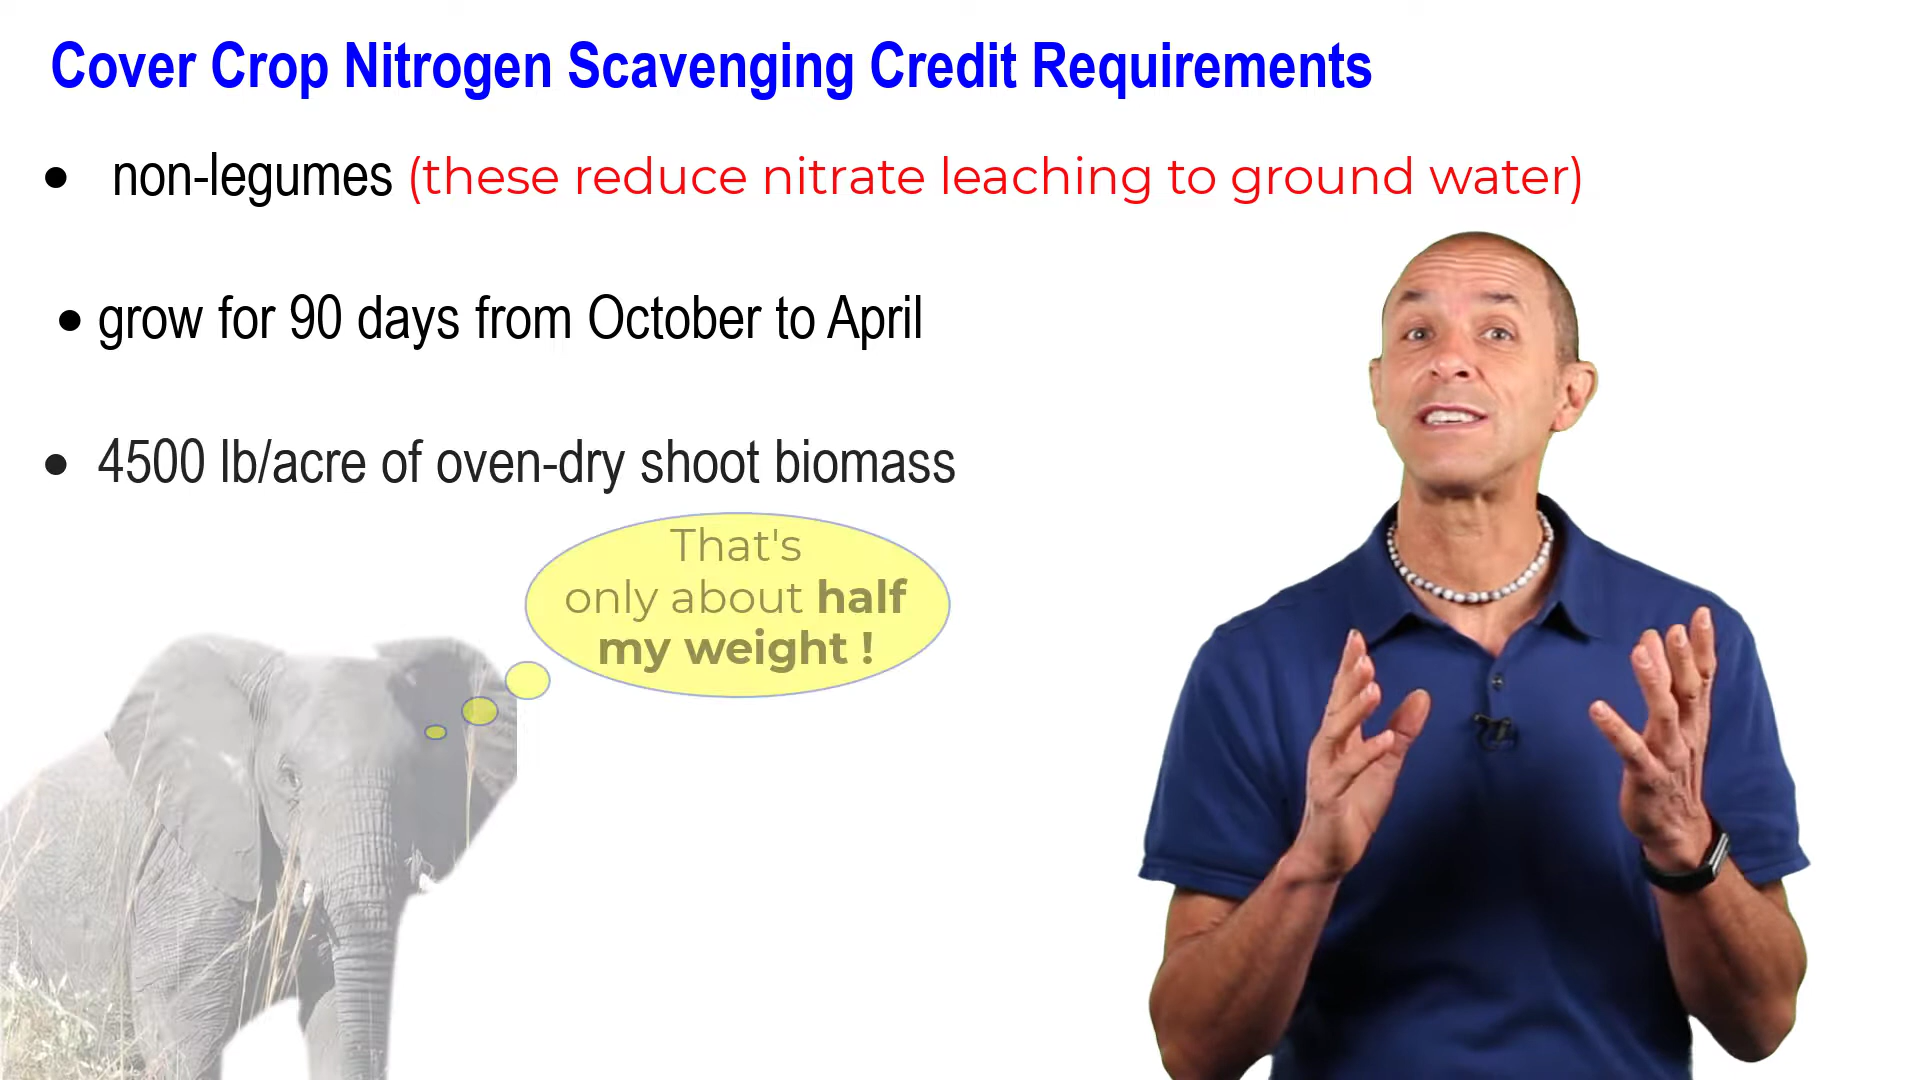 Cover Crop Nitrogen Scavenging Credit Requirements
• non-legumes (these reduce nitrate leaching to ground water)
• grow for 90 days from October to April
• 4500 lb/acre of oven-dry shoot biomass
That's
only about half
my weight !